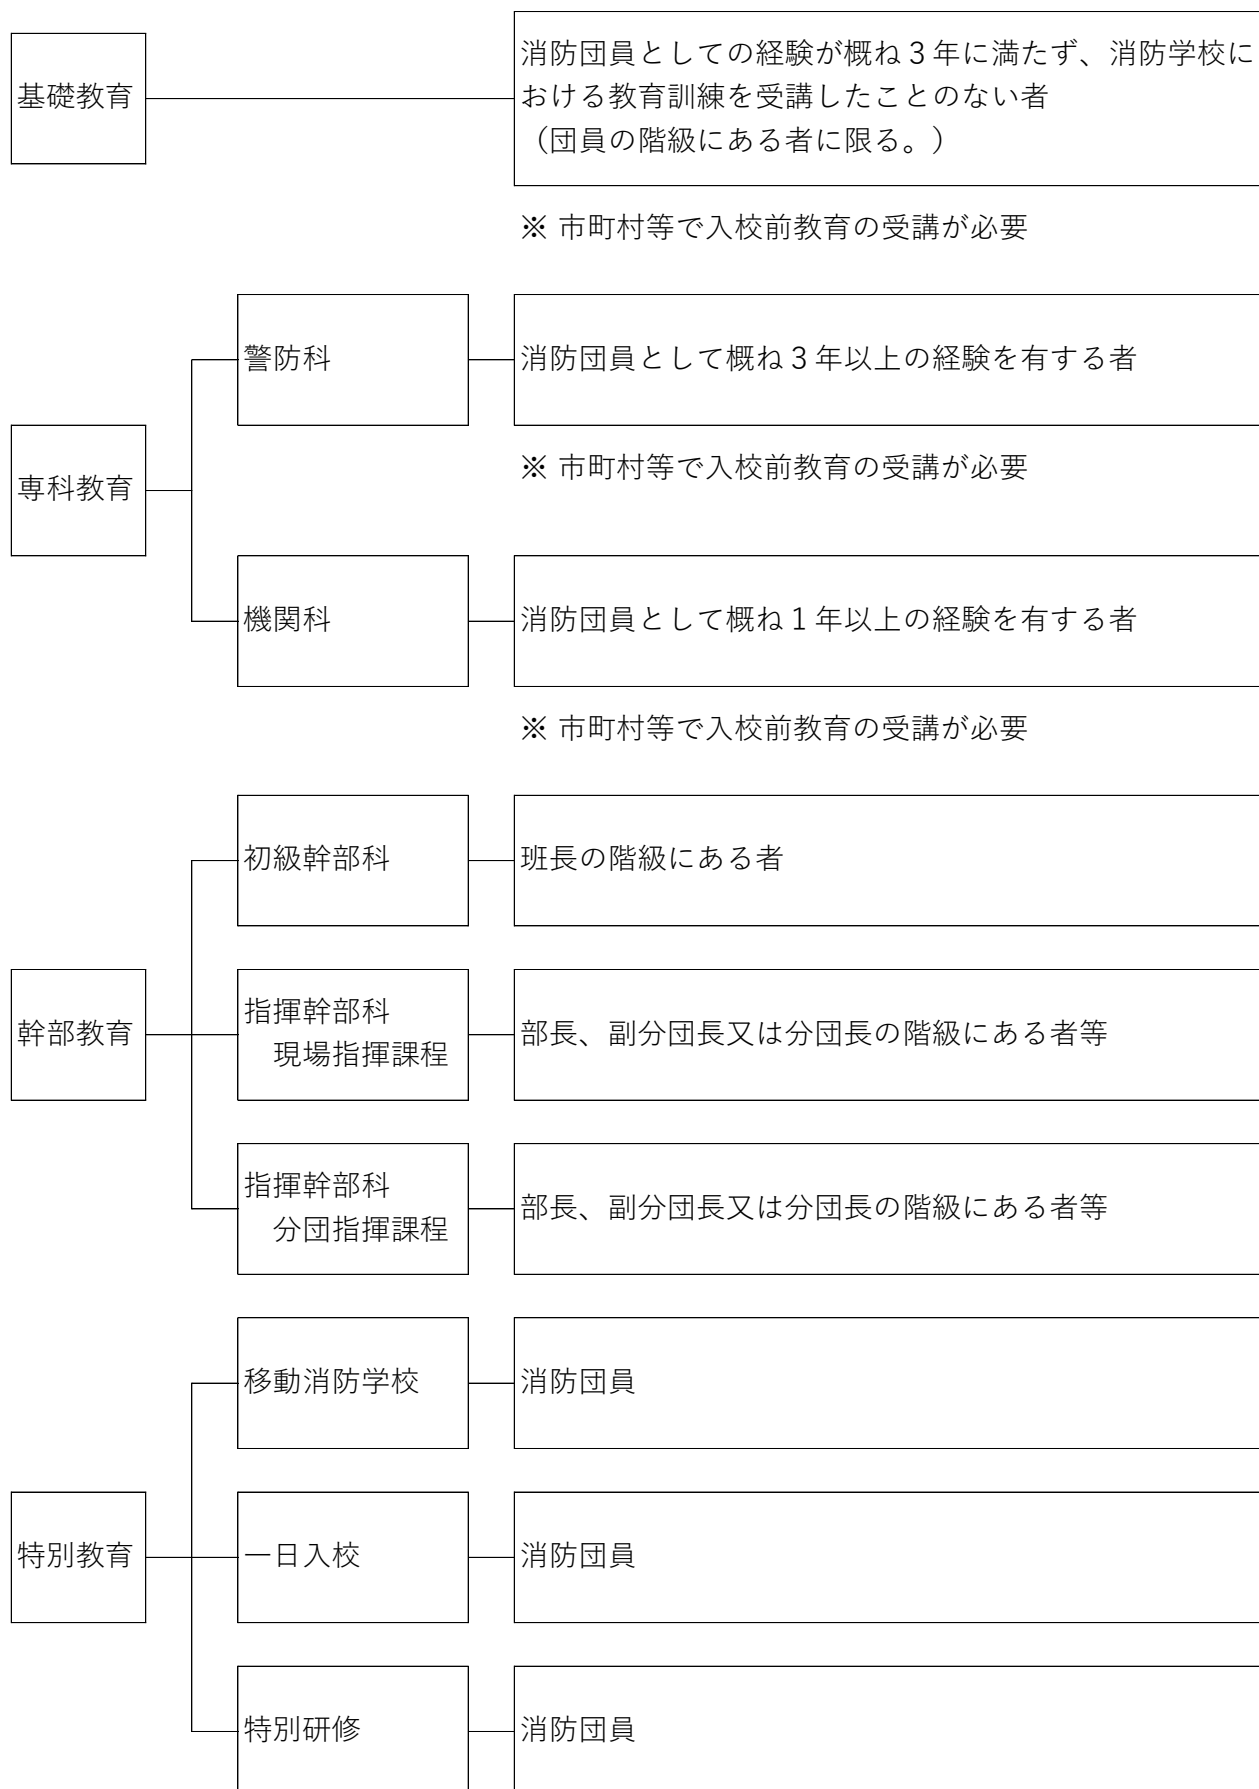 基礎教育
消防団員としての経験が概ね３年に満たず、消防学校に
おける教育訓練を受講したことのない者
（団員の階級にある者に限る。）
※ 市町村等で入校前教育の受講が必要
専科教育
警防科
消防団員として概ね３年以上の経験を有する者
※ 市町村等で入校前教育の受講が必要
機関科
消防団員として概ね１年以上の経験を有する者
※ 市町村等で入校前教育の受講が必要
幹部教育
初級幹部科
班長の階級にある者
指揮幹部科
現場指揮課程
部長、副分団長又は分団長の階級にある者等
指揮幹部科
分団指揮課程
部長、副分団長又は分団長の階級にある者等
特別教育
移動消防学校
消防団員
一日入校
消防団員
特別研修
消防団員